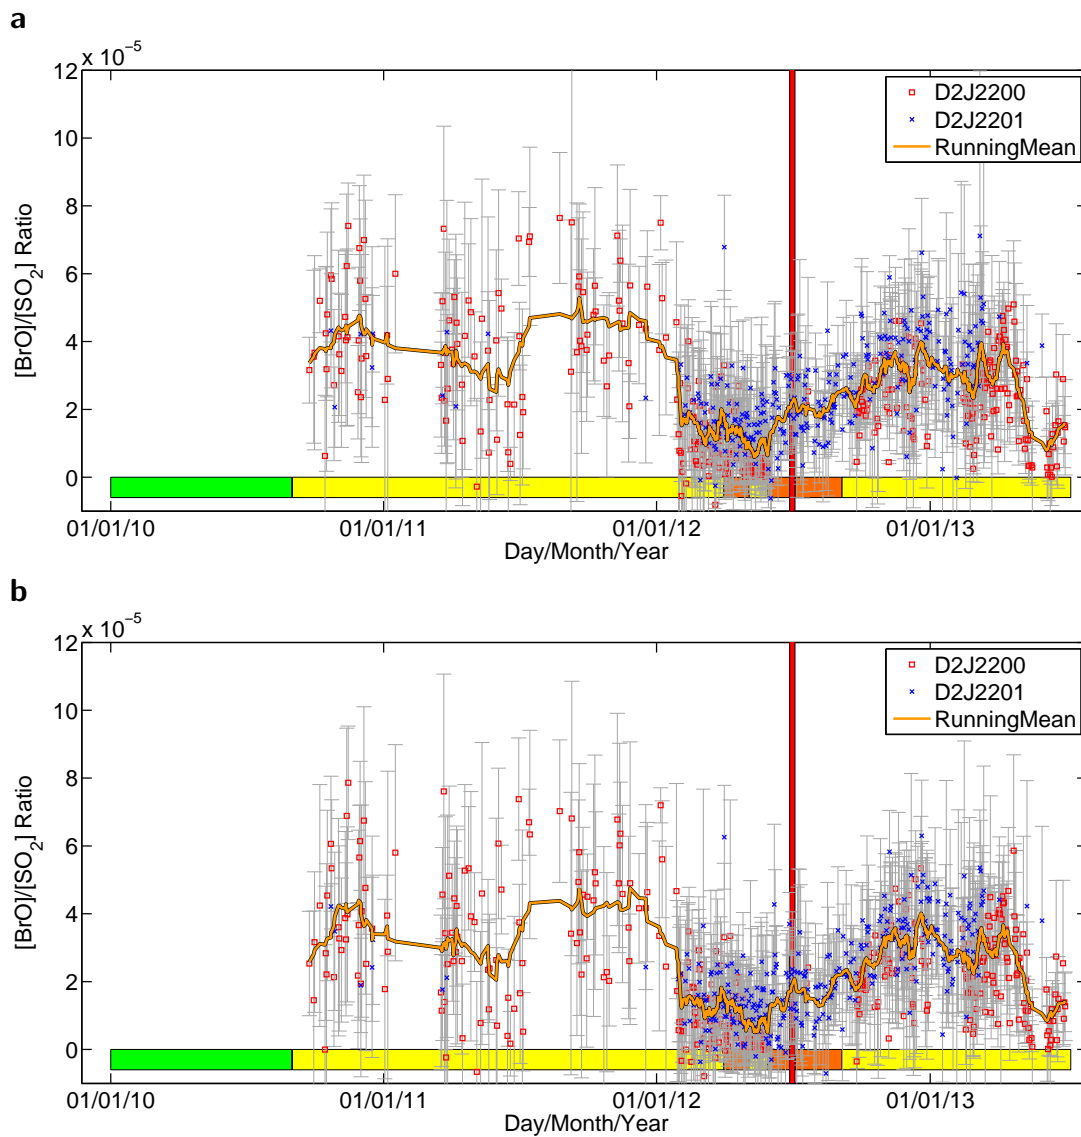 a
x 10⁻⁵
12
10
8
6
4
2
0
[BrO]/[SO₂] Ratio
D2J2200
D2J2201
RunningMean
01/01/10 01/01/11 01/01/12 01/01/13
Day/Month/Year
b
x 10⁻⁵
12
10
8
6
4
2
0
[BrO]/[SO₂] Ratio
D2J2200
D2J2201
RunningMean
01/01/10 01/01/11 01/01/12 01/01/13
Day/Month/Year